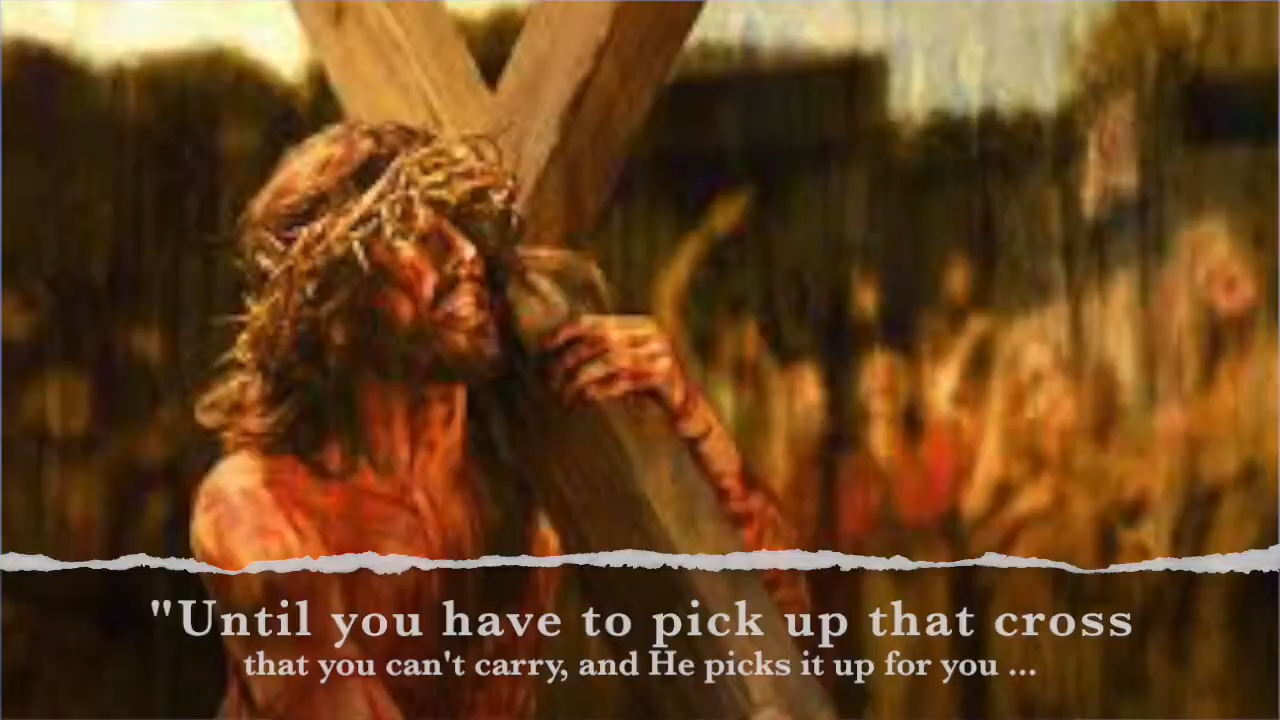 "Until you have to pick up that cross
that you can't carry, and He picks it up for you ...